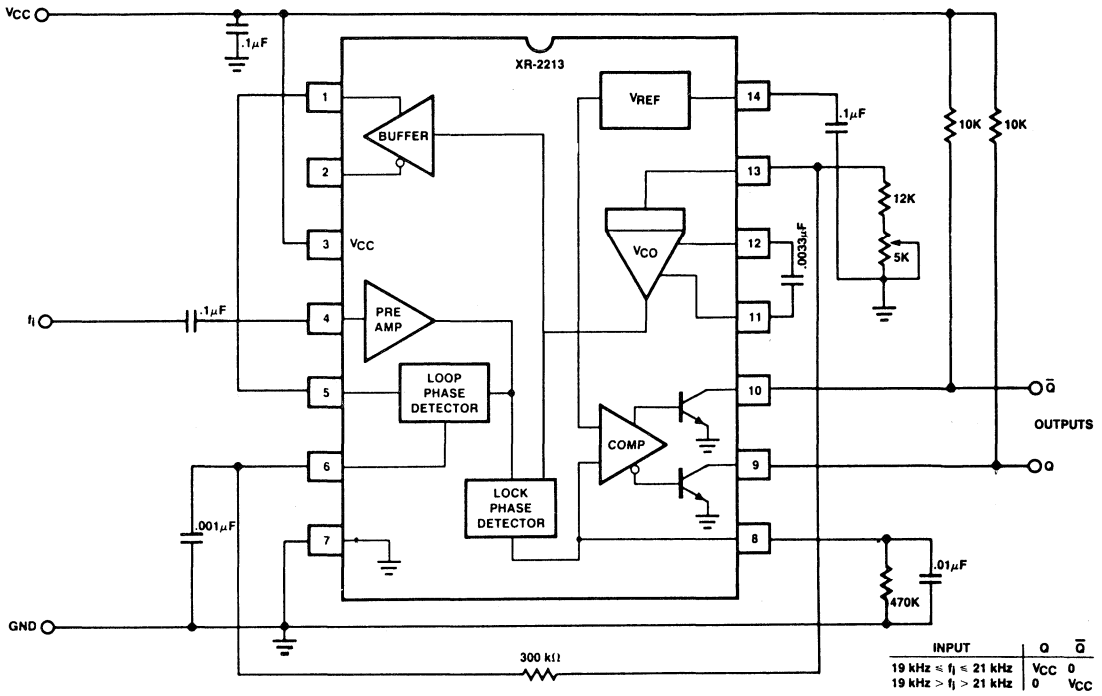 VCC
.1μF
XR-2213
1
BUFFER
2
3
VCC
fi
.1μF
4
PRE
AMP
5
LOOP
PHASE
DETECTOR
6
.001μF
LOCK
PHASE
DETECTOR
7
GND
300 kΩ
VREF
14
.1μF
13
12K
5K
VCO
12
.0033μF
11
10K
10K
10
Q̅
OUTPUTS
COMP
9
Q
8
470K
.01μF
INPUT Q Q̅
19 kHz ≤ fi ≤ 21 kHz VCC 0
19 kHz > fi > 21 kHz 0 VCC